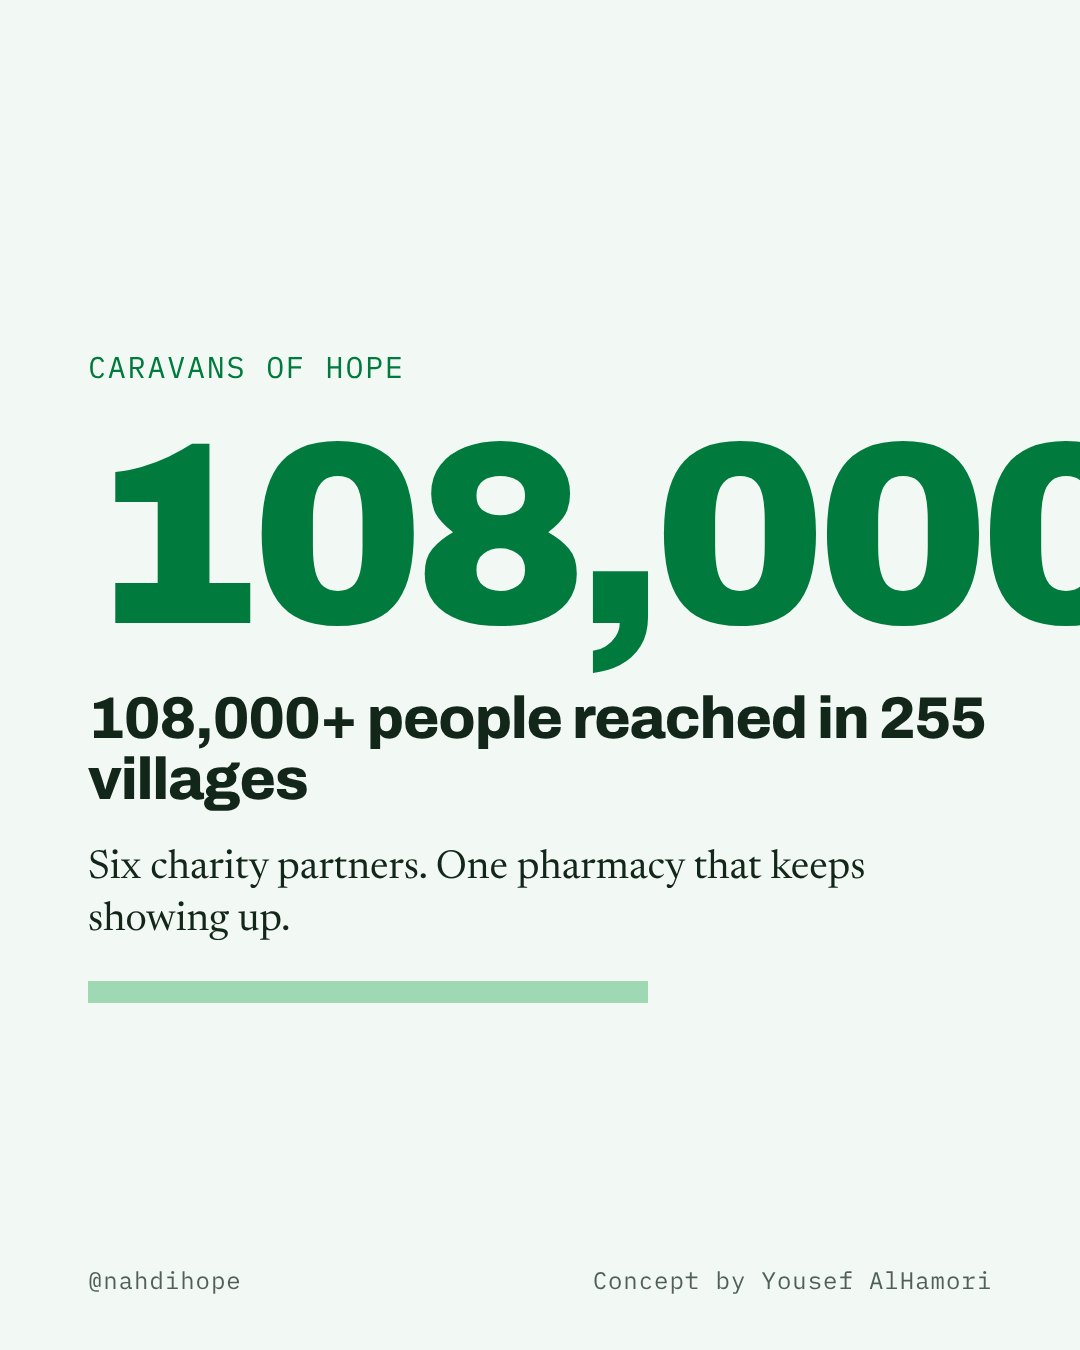 CARAVANS OF HOPE
108,000
108,000+ people reached in 255
villages
Six charity partners. One pharmacy that keeps
showing up.
@nahdihope
Concept by Yousef AlHamori